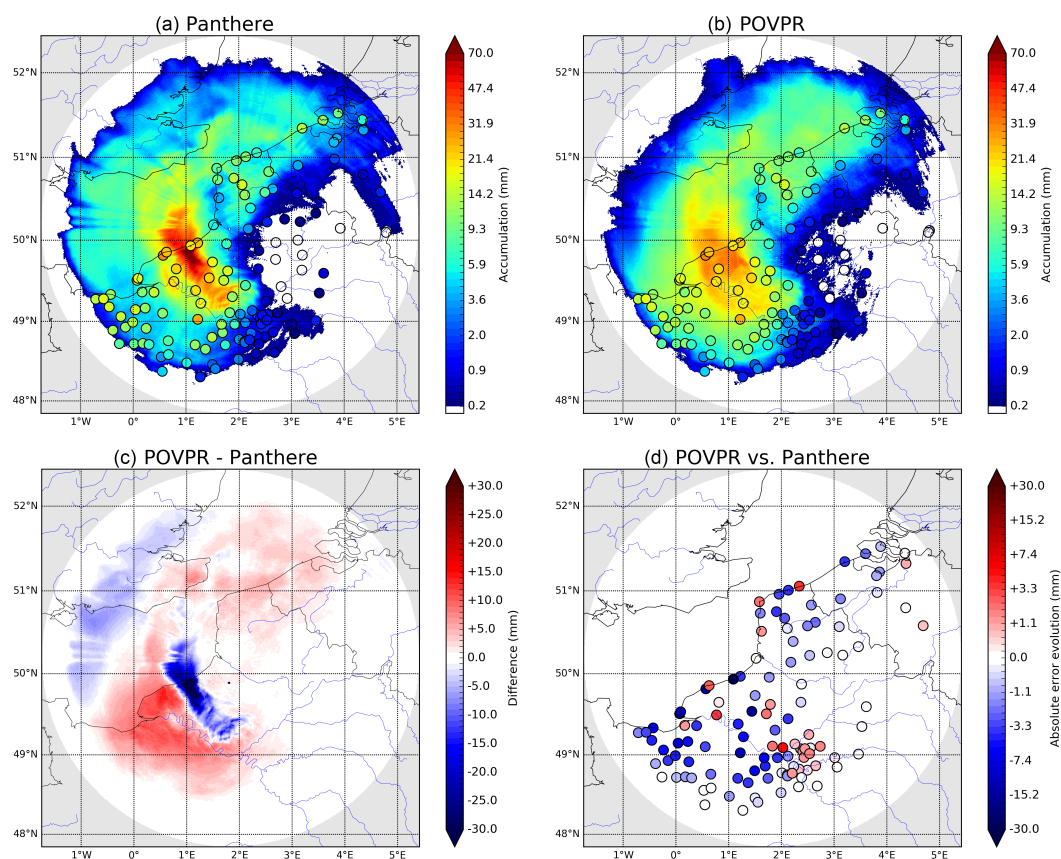 (a) Panthere
52°N
51°N
50°N
49°N
48°N
1°W
0°
1°E
2°E
3°E
4°E
5°E
70.0
47.2
31.9
21.4
14.2
9.3
5.9
3.6
2.0
0.9
0.2
Accumulation (mm)
(b) POVPR
52°N
51°N
50°N
49°N
48°N
1°W
0°
1°E
2°E
3°E
4°E
5°E
70.0
47.2
31.9
21.4
14.2
9.3
5.9
3.6
2.0
0.9
0.2
Accumulation (mm)
(c) POVPR - Panthere
52°N
51°N
50°N
49°N
48°N
1°W
0°
1°E
2°E
3°E
4°E
5°E
+30.0
+25.0
+20.0
+15.0
+10.0
+5.0
0.0
-5.0
-10.0
-15.0
-20.0
-25.0
-30.0
Difference (mm)
(d) POVPR vs. Panthere
52°N
51°N
50°N
49°N
48°N
1°W
0°
1°E
2°E
3°E
4°E
5°E
+30.0
+15.2
+7.4
+3.3
+1.1
0.0
-1.1
-3.3
-7.4
-15.2
-30.0
Absolute error evolution (mm)